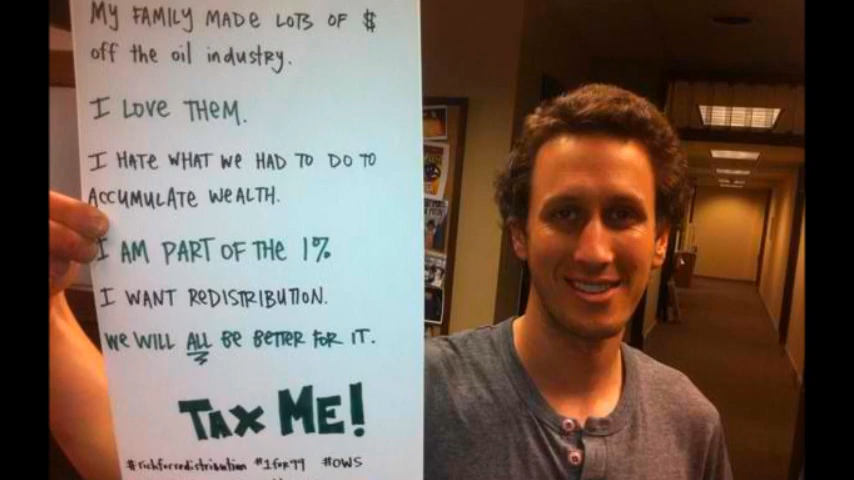 MY FAMILY MADE LOTS OF $
off the oil industry.
I LOVE THEM.
I HATE WHAT WE HAD TO DO TO
ACCUMULATE WEALTH.
I AM PART OF THE 1%
I WANT REDISTRIBUTION.
WE WILL ALL BE BETTER FOR IT.
TAX ME!
#richforredistribution #1for99 #OWS